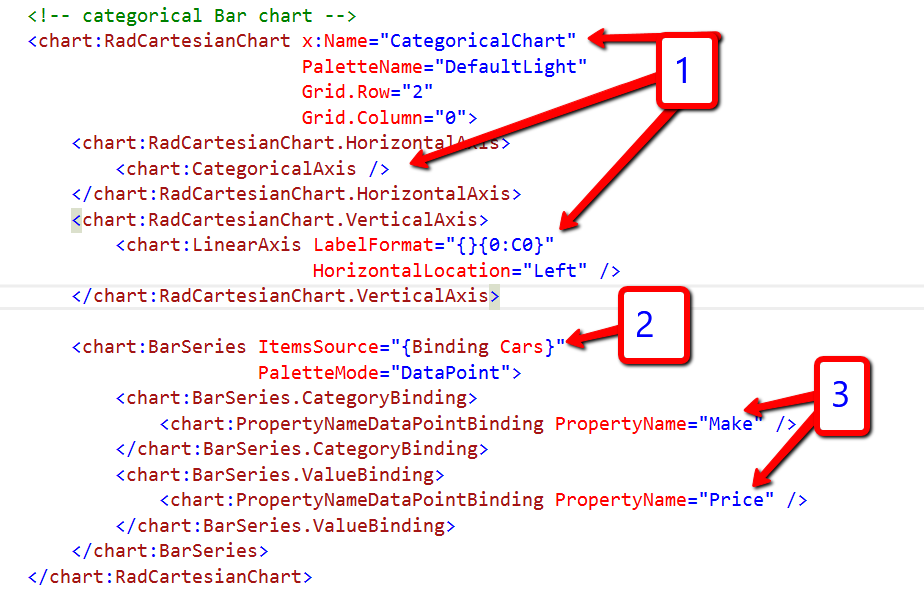 <!-- categorical Bar chart -->
<chart:RadCartesianChart x:Name="CategoricalChart"
PaletteName="DefaultLight"
1
Grid.Row="2"
Grid.Column="0">
<chart:RadCartesianChart.HorizontalAxis>
<chart:CategoricalAxis />
</chart:RadCartesianChart.HorizontalAxis>
<chart:RadCartesianChart.VerticalAxis>
<chart:LinearAxis LabelFormat="{}{0:C0}"
HorizontalLocation="Left" />
</chart:RadCartesianChart.VerticalAxis>
2
<chart:BarSeries ItemsSource="{Binding Cars}"
PaletteMode="DataPoint">
<chart:BarSeries.CategoryBinding>
3
<chart:PropertyNameDataPointBinding PropertyName="Make" />
</chart:BarSeries.CategoryBinding>
<chart:BarSeries.ValueBinding>
<chart:PropertyNameDataPointBinding PropertyName="Price" />
</chart:BarSeries.ValueBinding>
</chart:BarSeries>
</chart:RadCartesianChart>